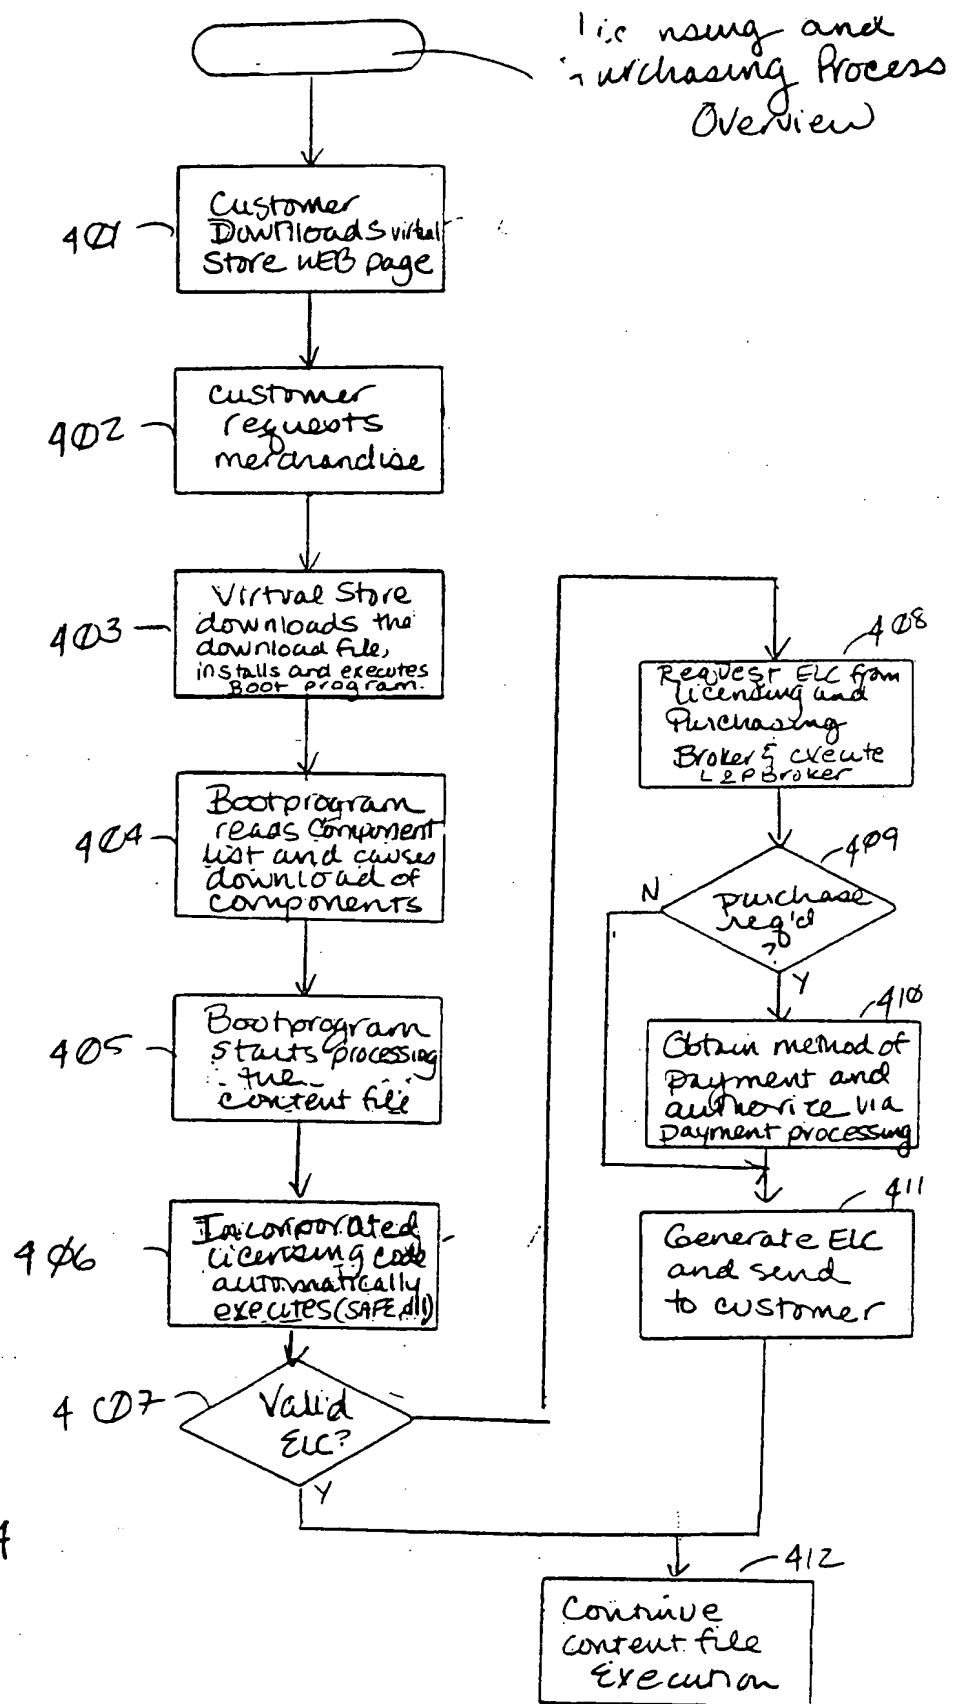 Licensing and
Purchasing Process
Overview
401
Customer
Downloads virtual
Store WEB page
402
Customer
requests
merchandise
403
Virtual Store
downloads the
download file,
installs and executes
Boot program.
404
Bootprogram
reads Component
list and causes
download of
components
405
Bootprogram
starts processing
the
content file
406
Incorporated
licensing code
automatically
executes (SAFE.dll)
407
Valid
ELC?
Y
408
Request ELC from
licensing and
Purchasing
Broker & execute
L & P Broker
409
purchase
req'd
?
N
Y
410
Obtain method of
payment and
authorize via
payment processing
411
Generate ELC
and send
to customer
412
Continue
content file
Execution
4